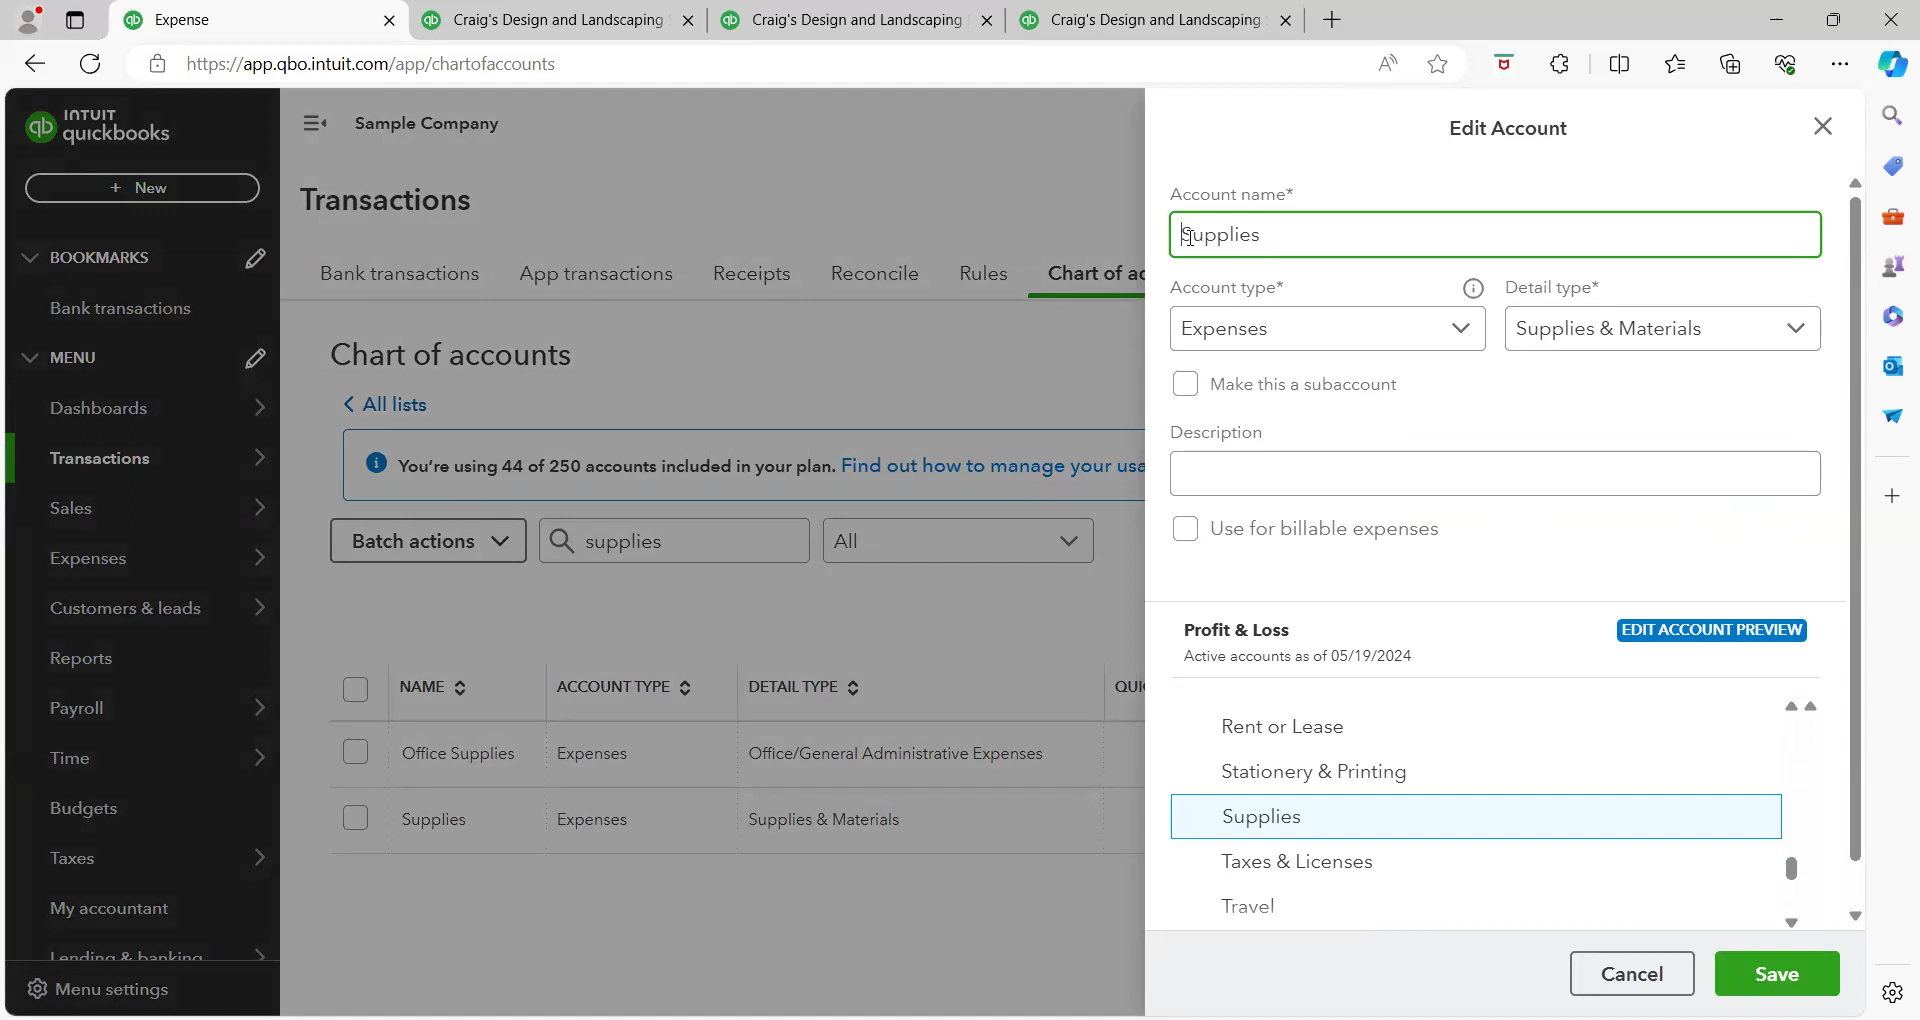 Expense
Craig's Design and Landscaping
Craig's Design and Landscaping
Craig's Design and Landscaping
https://app.qbo.intuit.com/app/chartofaccounts
INTUIT
quickbooks
+ New
BOOKMARKS
Bank transactions
MENU
Dashboards
Transactions
Sales
Expenses
Customers & leads
Reports
Payroll
Time
Budgets
Taxes
My accountant
Lending & banking
Menu settings
Sample Company
Transactions
Bank transactions
App transactions
Receipts
Reconcile
Rules
Chart of ac
Chart of accounts
All lists
You're using 44 of 250 accounts included in your plan. Find out how to manage your usa
Batch actions
supplies
All
NAME ACCOUNT TYPE DETAIL TYPE QUI
Office Supplies Expenses Office/General Administrative Expenses
Supplies Expenses Supplies & Materials
Edit Account
Account name*
Supplies
Account type* Detail type*
Expenses Supplies & Materials
Make this a subaccount
Description
Use for billable expenses
Profit & Loss
EDIT ACCOUNT PREVIEW
Active accounts as of 05/19/2024
Rent or Lease
Stationery & Printing
Supplies
Taxes & Licenses
Travel
Cancel
Save